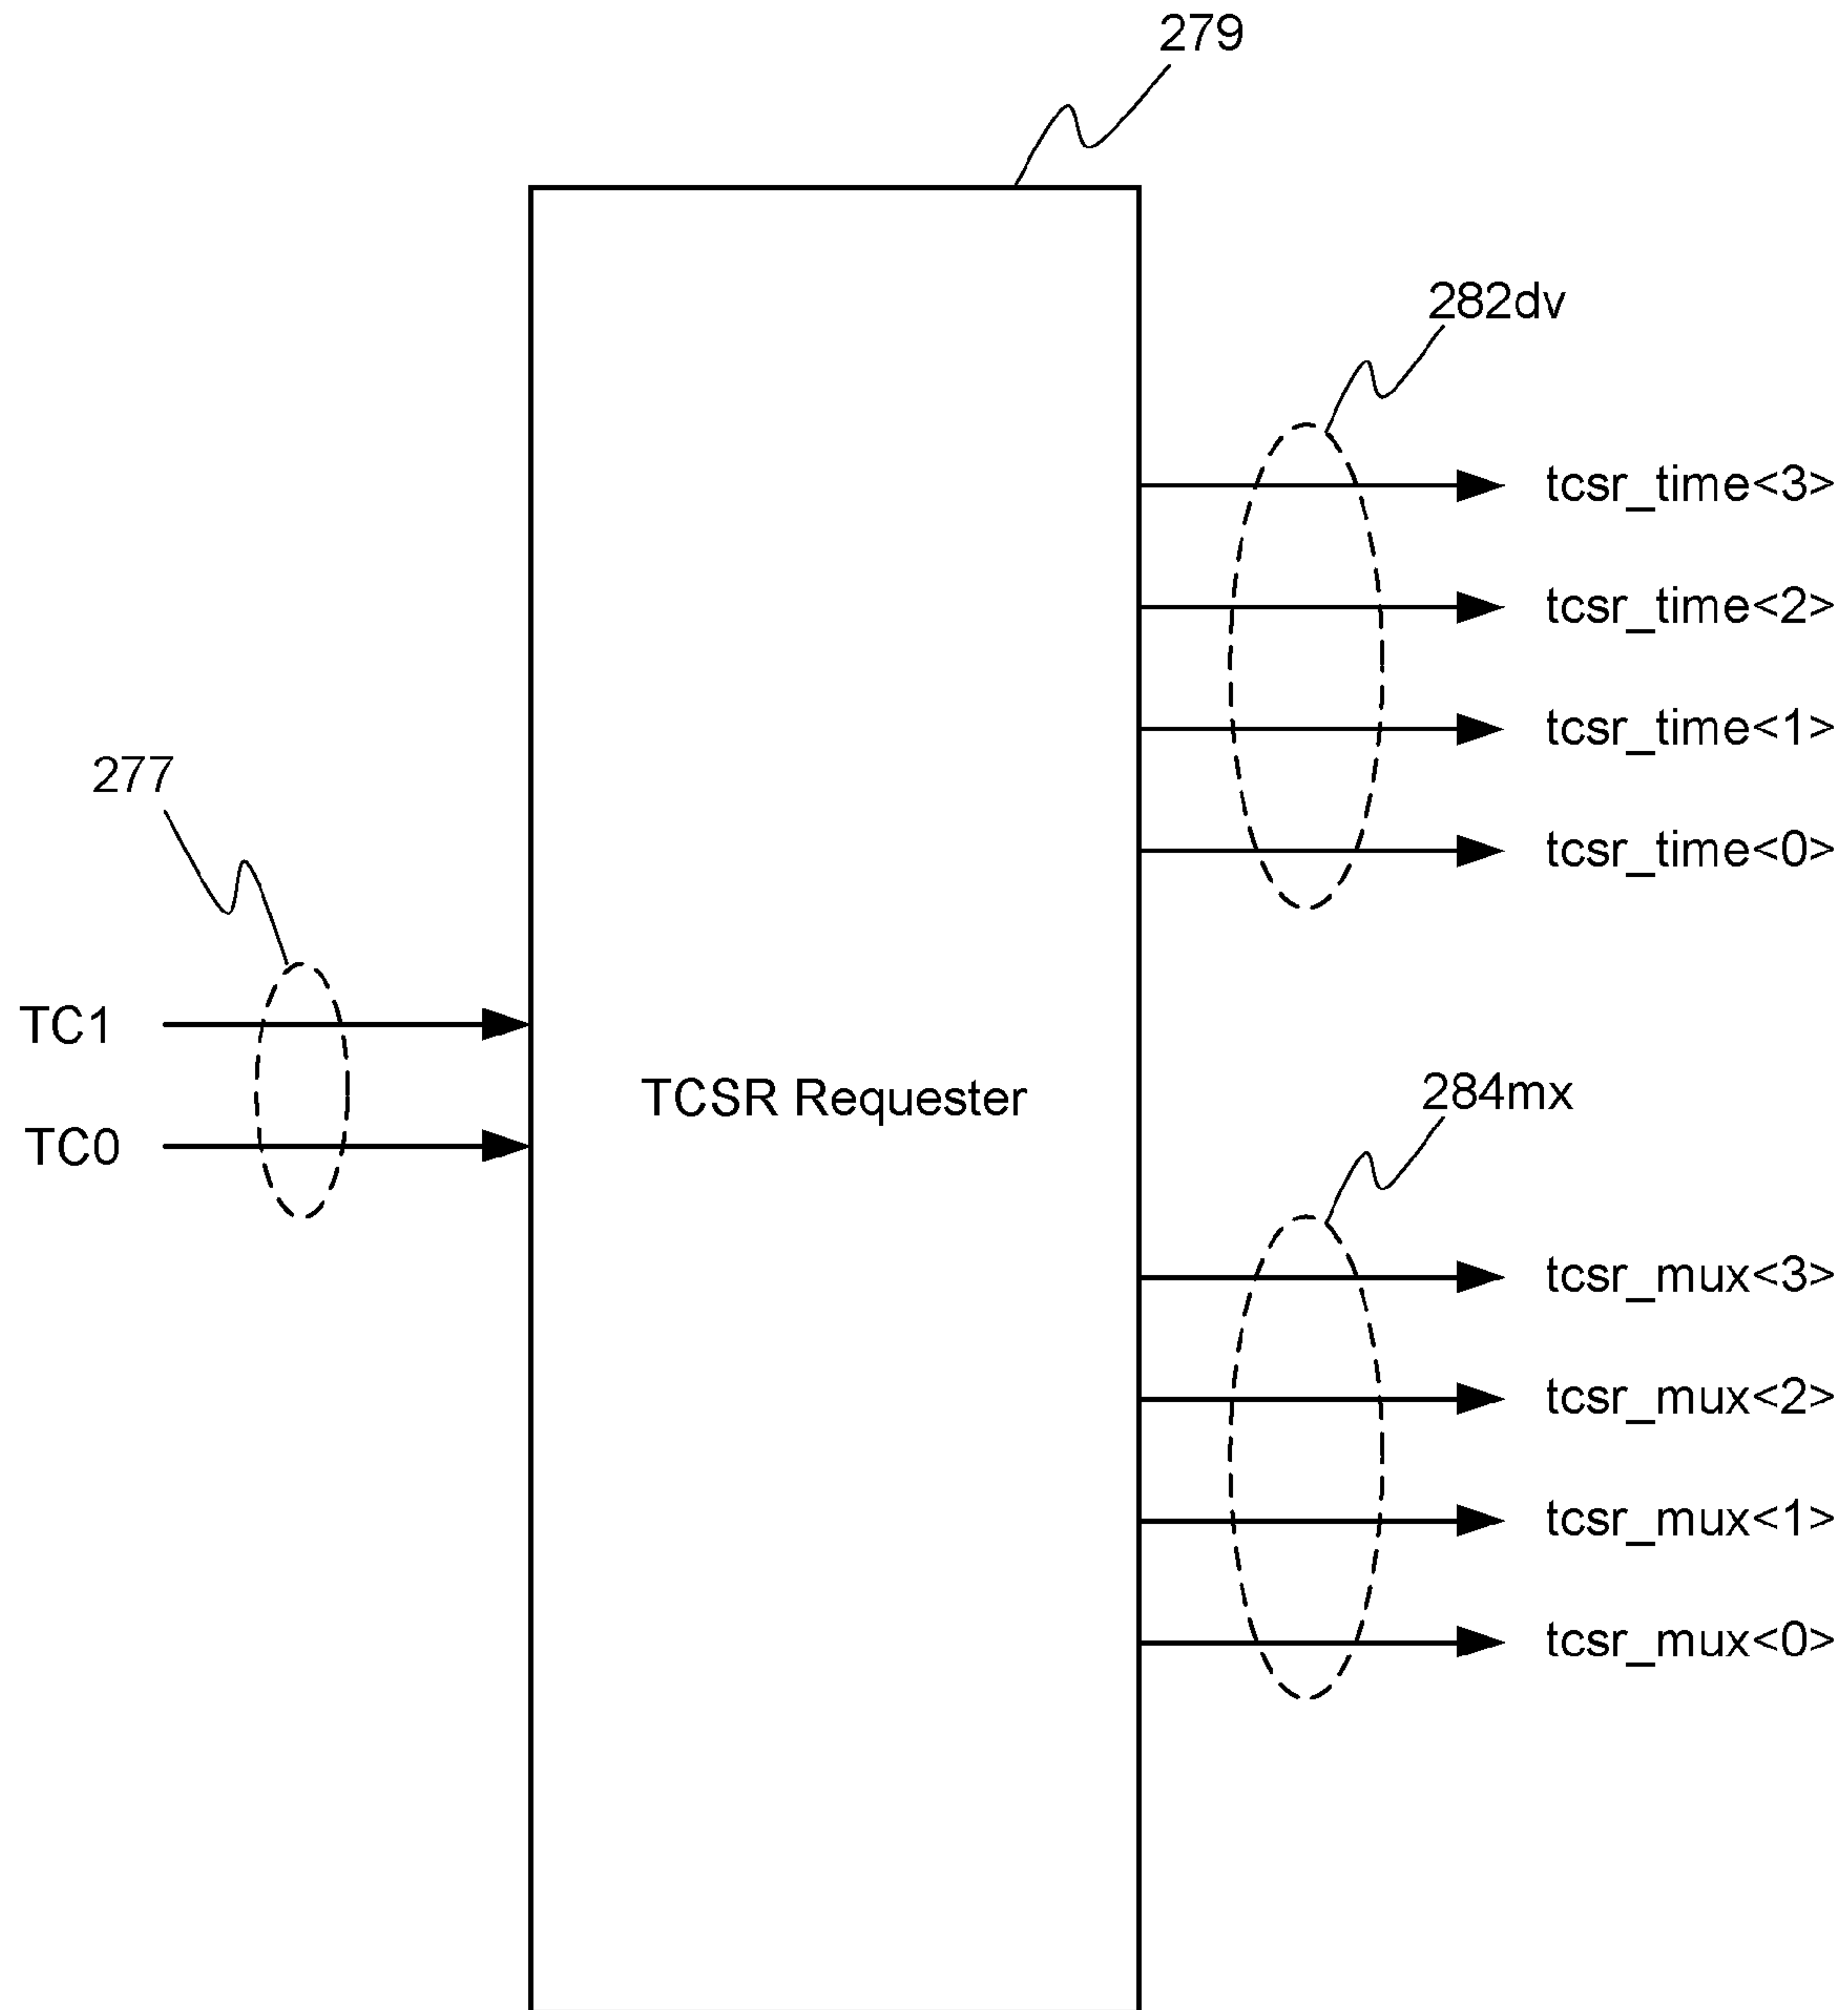 279
282dv
tcsr_time<3>
tcsr_time<2>
tcsr_time<1>
277
tcsr_time<0>
TC1
TCSR Requester
284mx
TC0
tcsr_mux<3>
tcsr_mux<2>
tcsr_mux<1>
tcsr_mux<0>